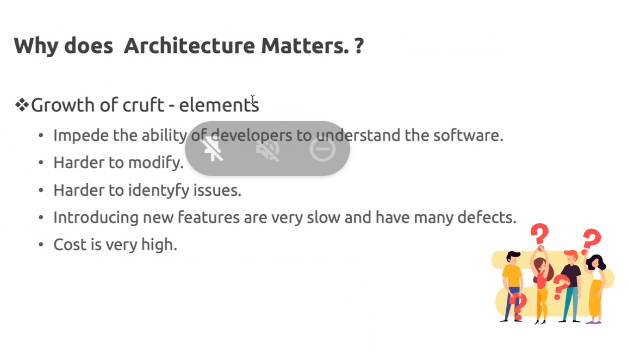 Why does Architecture Matters. ?
❖Growth of cruft - elements
• Impede the ability of developers to understand the software.
• Harder to modify.
• Harder to identyfy issues.
• Introducing new features are very slow and have many defects.
• Cost is very high.